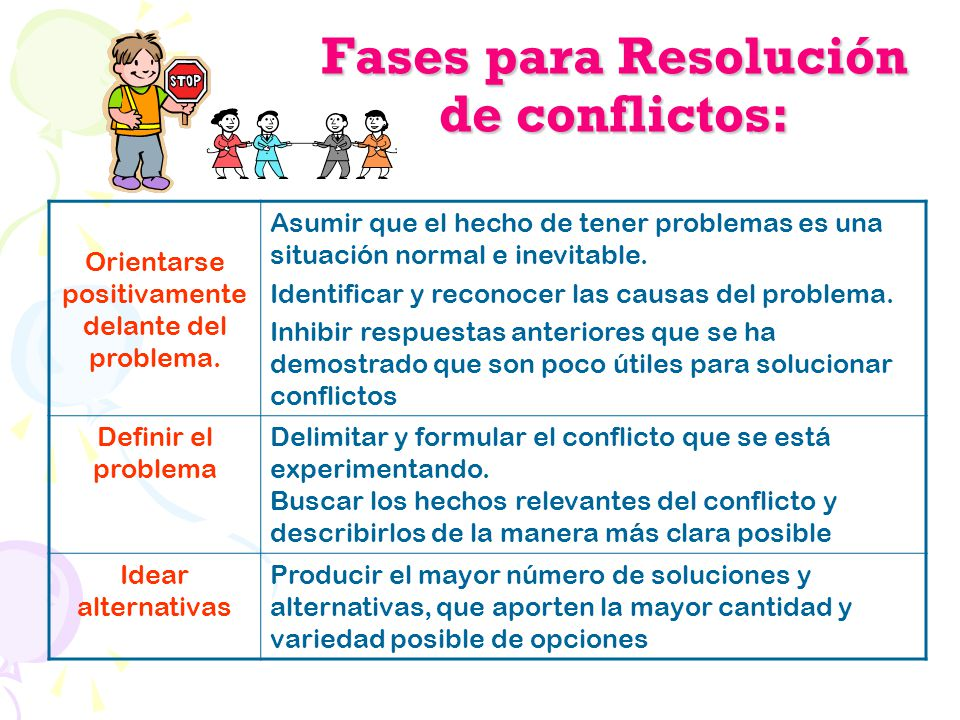 STOP
Fases para Resolución
de conflictos:
Orientarse
positivamente
delante del
problema.
Asumir que el hecho de tener problemas es una
situación normal e inevitable.
Identificar y reconocer las causas del problema.
Inhibir respuestas anteriores que se ha
demostrado que son poco útiles para solucionar
conflictos
Definir el
problema
Delimitar y formular el conflicto que se está
experimentando.
Buscar los hechos relevantes del conflicto y
describirlos de la manera más clara posible
Idear
alternativas
Producir el mayor número de soluciones y
alternativas, que aporten la mayor cantidad y
variedad posible de opciones